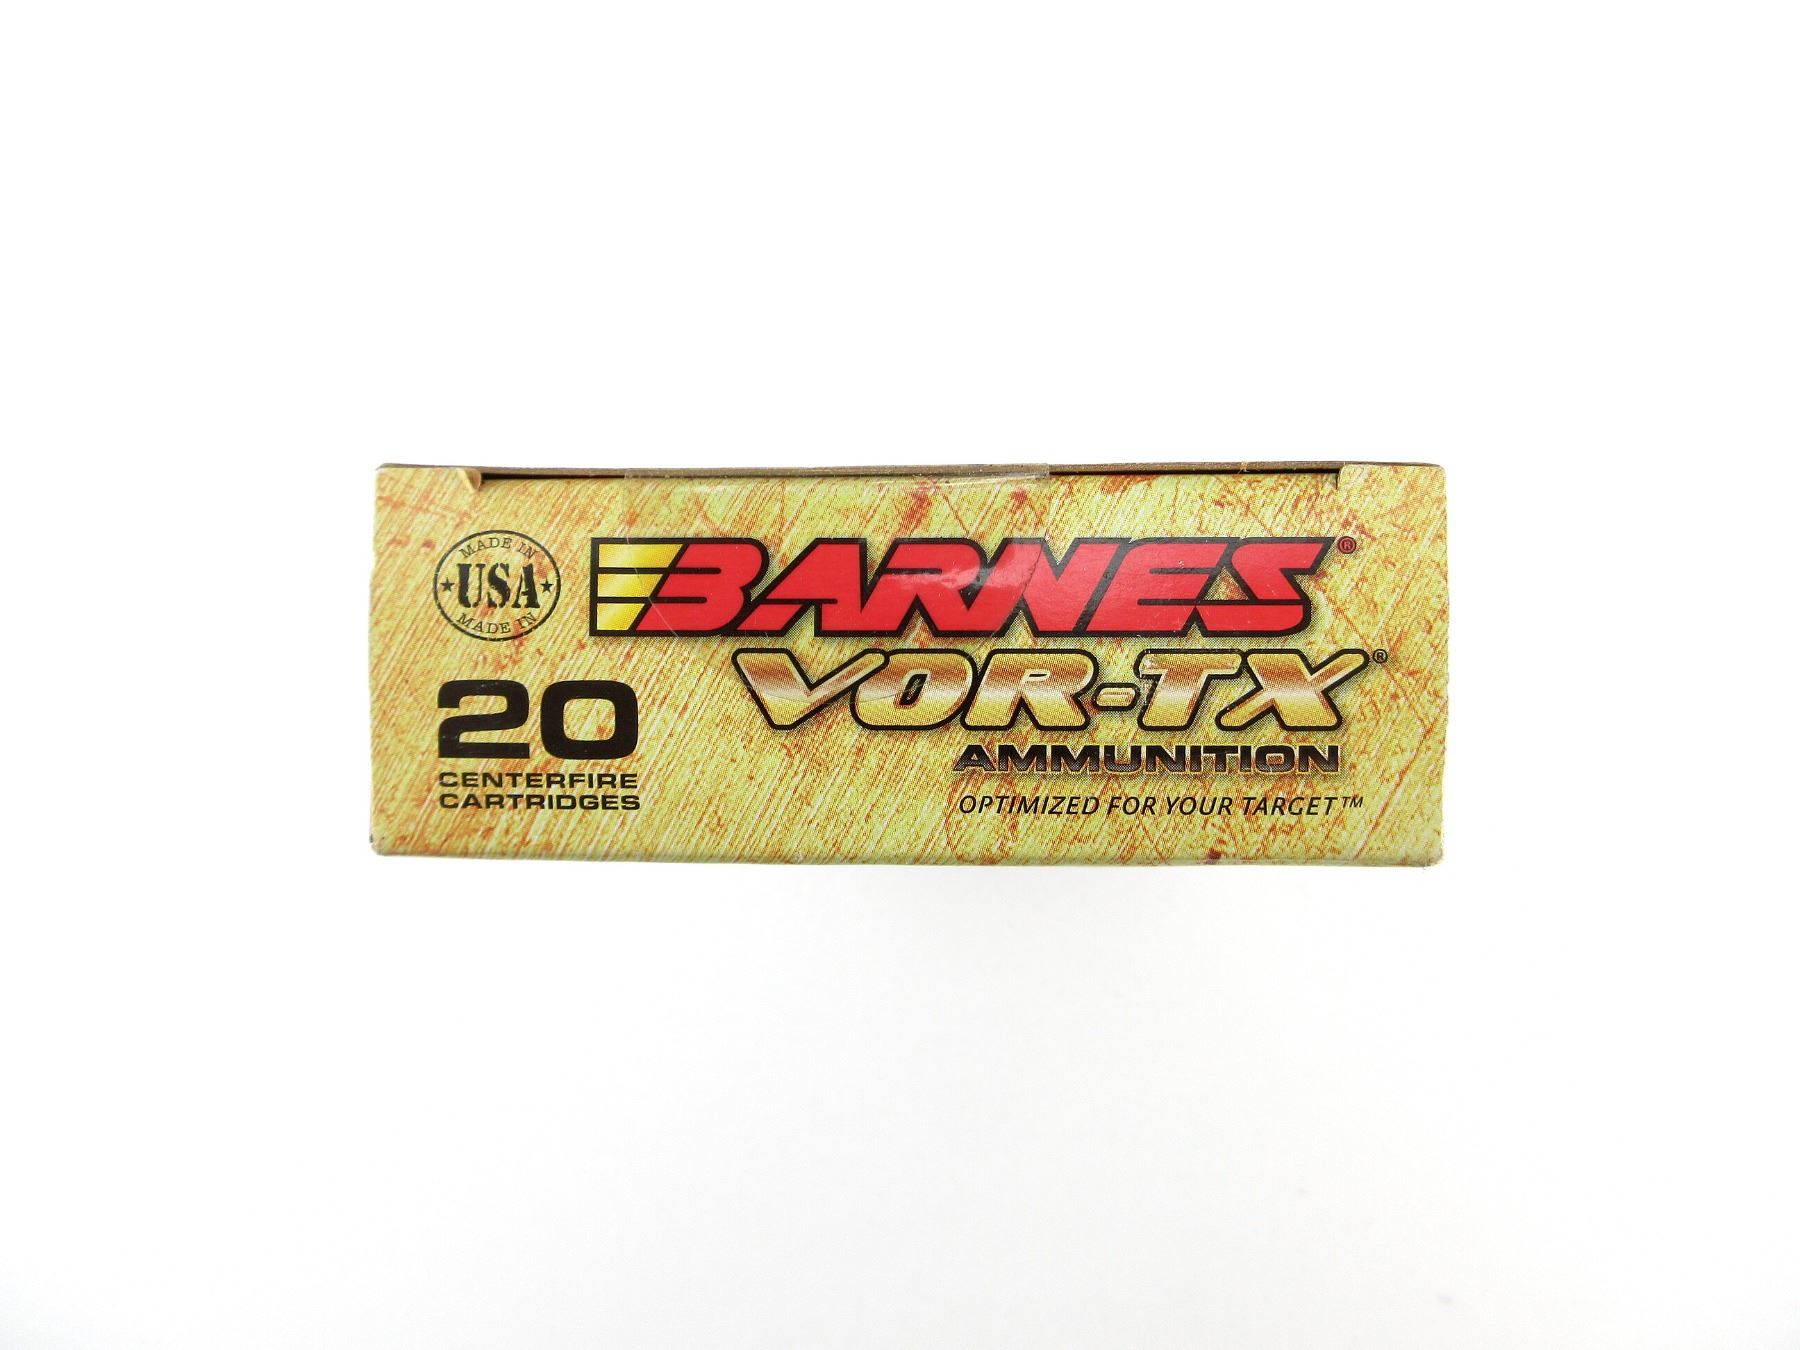 MADE IN
USA
MADE IN
BARNES®
VOR-TX®
AMMUNITION
OPTIMIZED FOR YOUR TARGET™
20
CENTERFIRE
CARTRIDGES